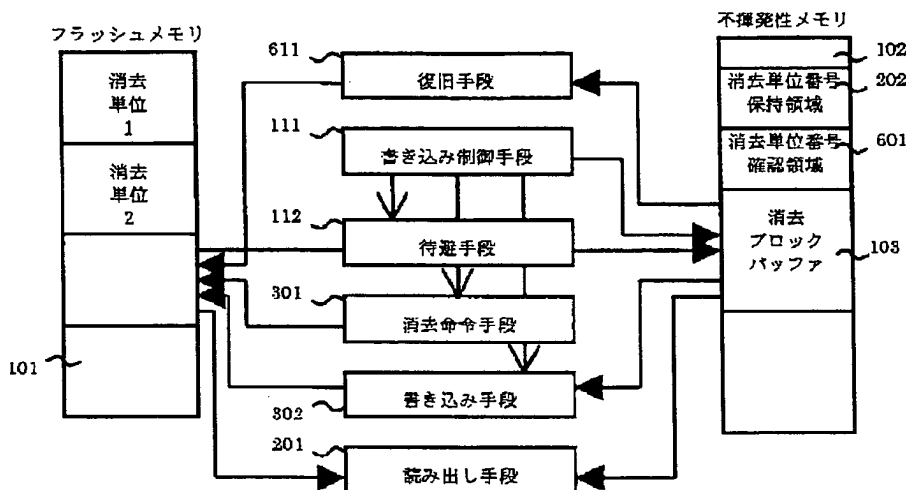 フラッシュメモリ
不揮発性メモリ
消去
単位
1
消去
単位
2
101
611
復旧手段
111
書き込み制御手段
112
待避手段
301
消去命令手段
書き込み手段
302
201
読み出し手段
102
消去単位番号
保持領域
202
消去単位番号
確認領域
601
消去
ブロック
バッファ
103